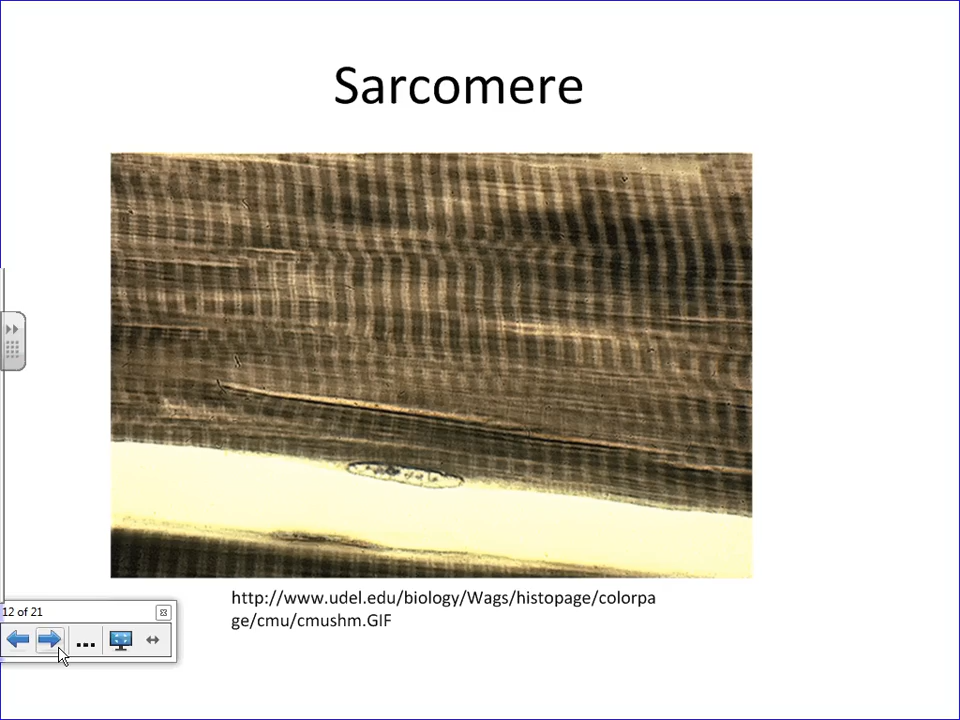 Sarcomere
http://www.udel.edu/biology/Wags/histopage/colorpa
ge/cmu/cmushm.GIF
12 of 21
...